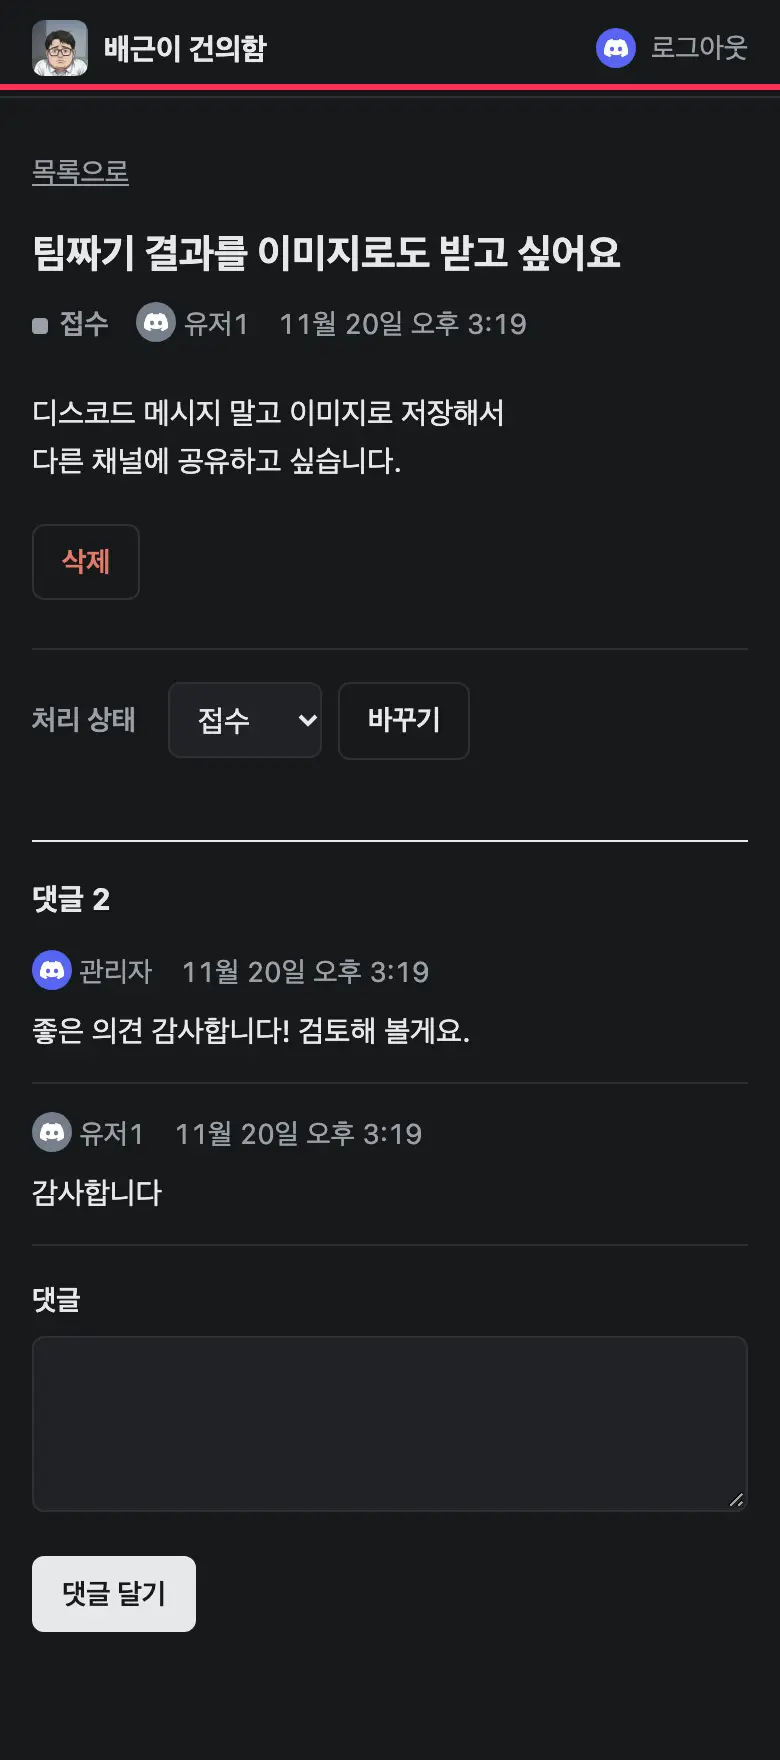 배근이 건의함
로그아웃
목록으로
팀짜기 결과를 이미지로도 받고 싶어요
접수 유저1 11월 20일 오후 3:19
디스코드 메시지 말고 이미지로 저장해서
다른 채널에 공유하고 싶습니다.
삭제
처리 상태 접수 바꾸기
댓글 2
관리자 11월 20일 오후 3:19
좋은 의견 감사합니다! 검토해 볼게요.
유저1 11월 20일 오후 3:19
감사합니다
댓글
댓글 달기